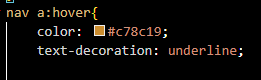 nav a:hover{
color: #c78c19;
text-decoration: underline;